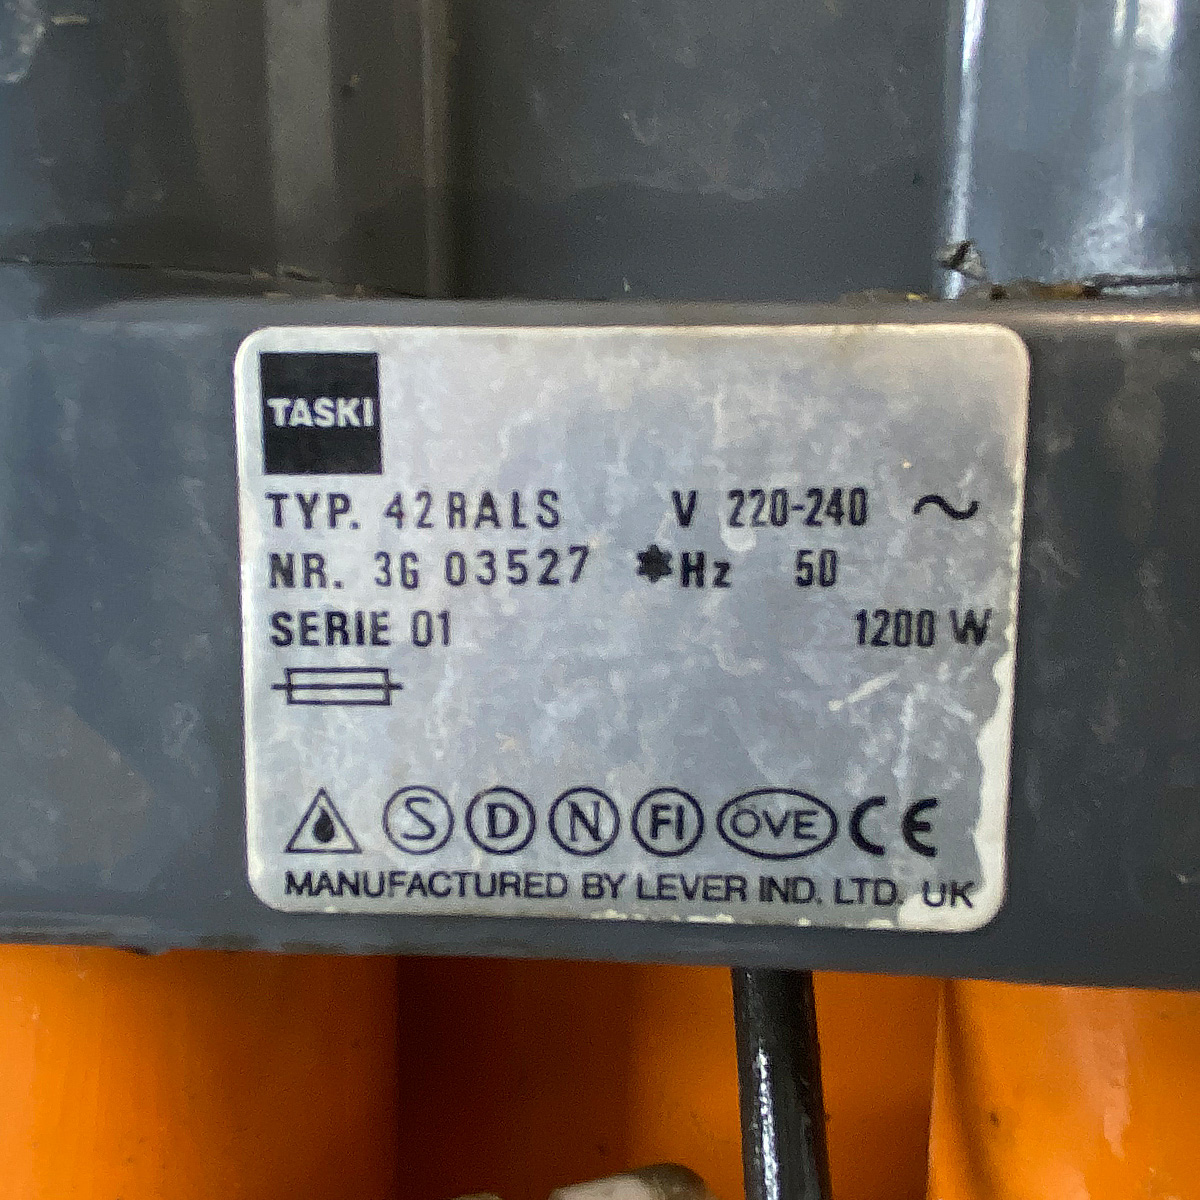 TASKI
TYP. 42RALS V 220-240 ~
NR. 3G 03527 *Hz 50
SERIE 01 1200 W
S D N FI ÖVE CE
MANUFACTURED BY LEVER IND. LTD. UK